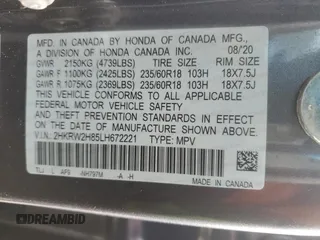 MFD. IN CANADA BY HONDA OF CANADA MFG.,
A DIVISION OF HONDA CANADA INC. 08/20
GVWR 2150KG (4739LBS) TIRE SIZE RIM SIZE
GAWR F 1100KG (2425LBS) 235/60R18 103H 18X7.5J
GAWR R 1075KG (2369LBS) 235/60R18 103H 18X7.5J
THIS VEHICLE CONFORMS TO ALL APPLICABLE
FEDERAL MOTOR VEHICLE SAFETY, BUMPER,
AND THEFT PREVENTION STANDARDS IN EFFECT
ON THE DATE OF MANUFACTURE SHOWN ABOVE.
V.I.N: 2HKRW2H85LH672221 TYPE: MPV
-A -H
MADE IN CANADA
DREAMBID